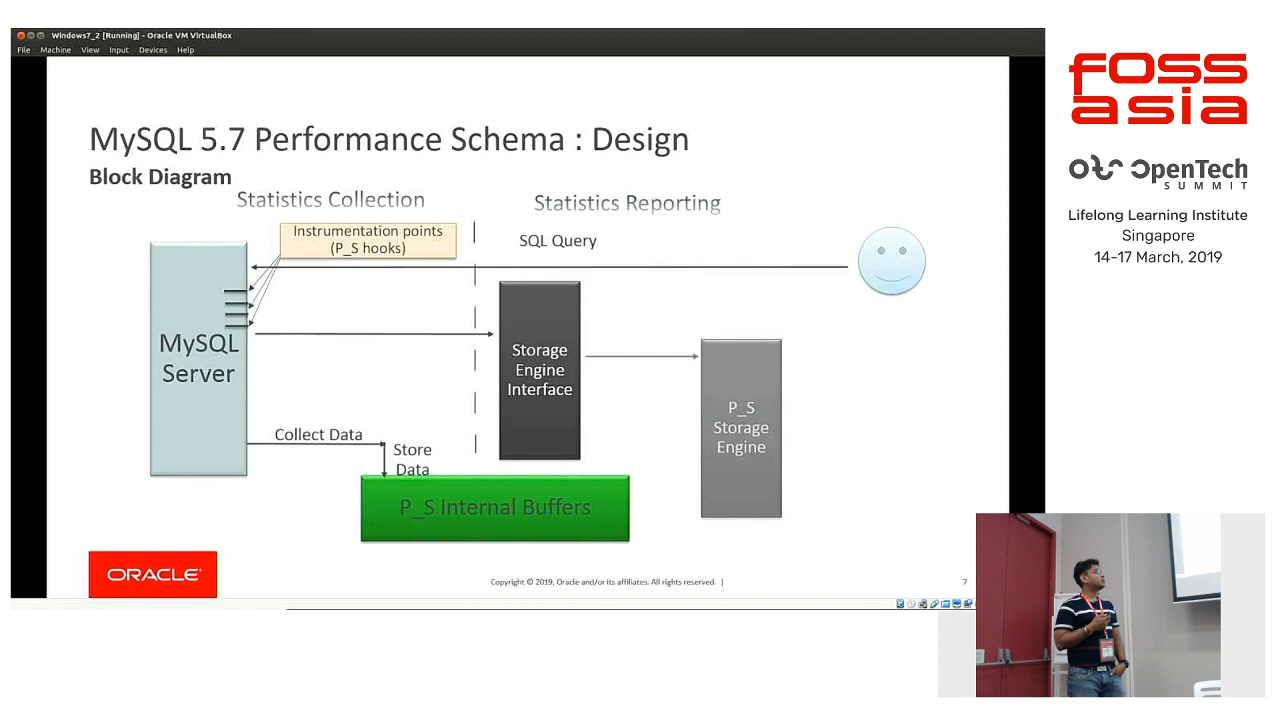 Windows7_2 [Running] - Oracle VM VirtualBox
File Machine View Input Devices Help
MySQL 5.7 Performance Schema : Design
Block Diagram
Statistics Collection
Statistics Reporting
Instrumentation points
(P_S hooks)
SQL Query
MySQL
Server
Storage
Engine
Interface
P_S
Storage
Engine
Collect Data
Store
Data
P_S Internal Buffers
ORACLE
Copyright © 2019, Oracle and/or its affiliates. All rights reserved. |
7
FOSS
asia
OpenTech
SUMMIT
Lifelong Learning Institute
Singapore
14-17 March, 2019